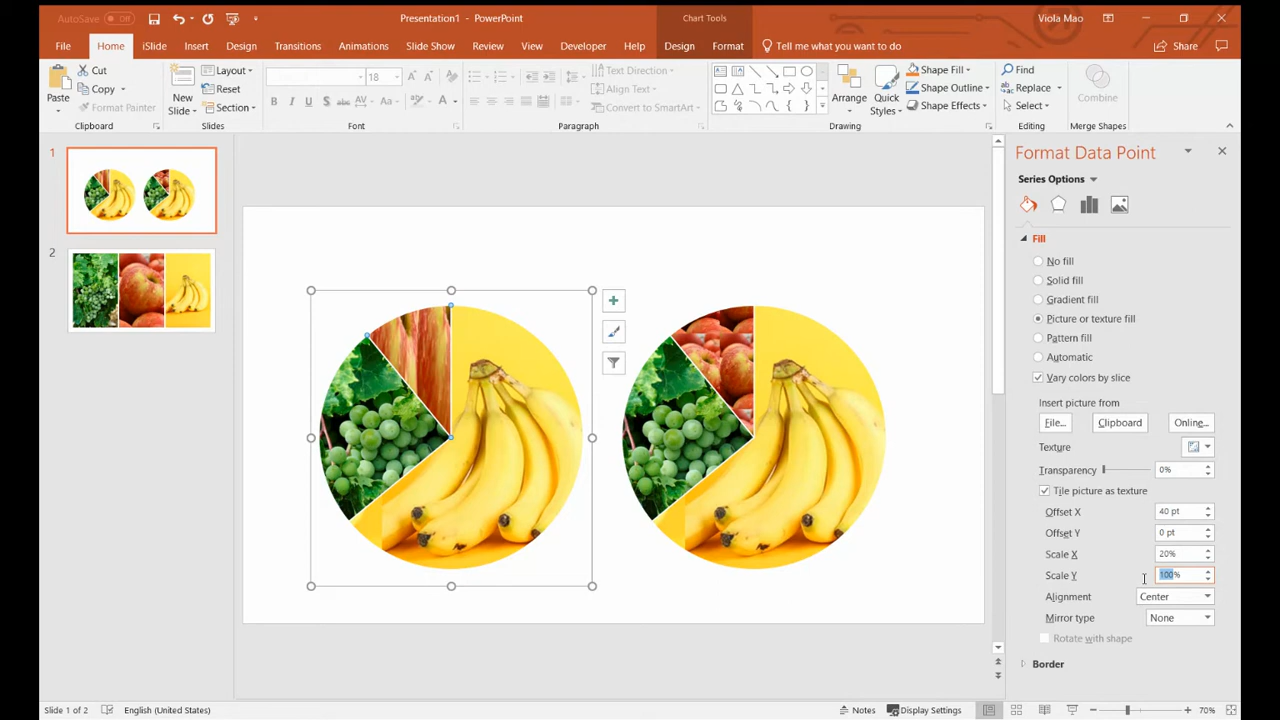 AutoSave Off Presentation1 - PowerPoint Chart Tools Viola Mao
File Home iSlide Insert Design Transitions Animations Slide Show Review View Developer Help Design Format Tell me what you want to do Share
Paste Cut Copy Format Painter
Clipboard
New Slide Layout Reset Section
Slides
18
B I U S abc AV Aa A
Font
Text Direction
Align Text
Convert to SmartArt
Paragraph
Arrange Quick Styles
Shape Fill
Shape Outline
Shape Effects
Drawing
Find
Replace
Select
Editing
Combine
Merge Shapes
1
2
Format Data Point
Series Options
Fill
No fill
Solid fill
Gradient fill
Picture or texture fill
Pattern fill
Automatic
Vary colors by slice
Insert picture from
File... Clipboard Online...
Texture
Transparency 0%
Tile picture as texture
Offset X 40 pt
Offset Y 0 pt
Scale X 20%
Scale Y 100%
Alignment Center
Mirror type None
Rotate with shape
Border
Slide 1 of 2 English (United States) Notes Display Settings 70%